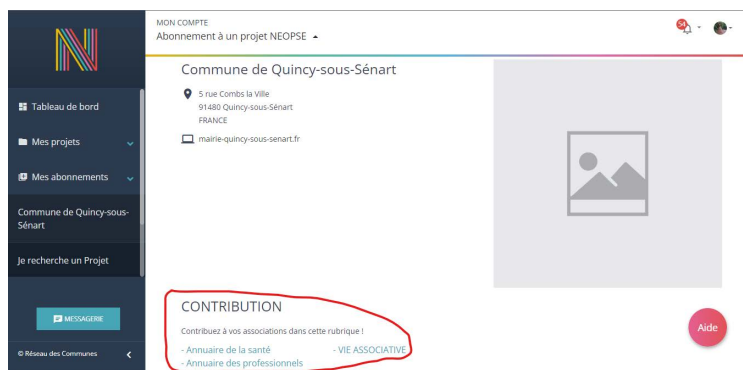 MON COMPTE
Abonnement à un projet NEOPSE
54
Tableau de bord
Mes projets
Mes abonnements
Commune de Quincy-sous-
Sénart
Je recherche un Projet
MESSAGERIE
© Réseau des Communes
Commune de Quincy-sous-Sénart
5 rue Combs la Ville
91480 Quincy-sous-Sénart
FRANCE
mairie-quincy-sous-senart.fr
CONTRIBUTION
Contribuez à vos associations dans cette rubrique !
- Annuaire de la santé
- VIE ASSOCIATIVE
- Annuaire des professionnels
Aide